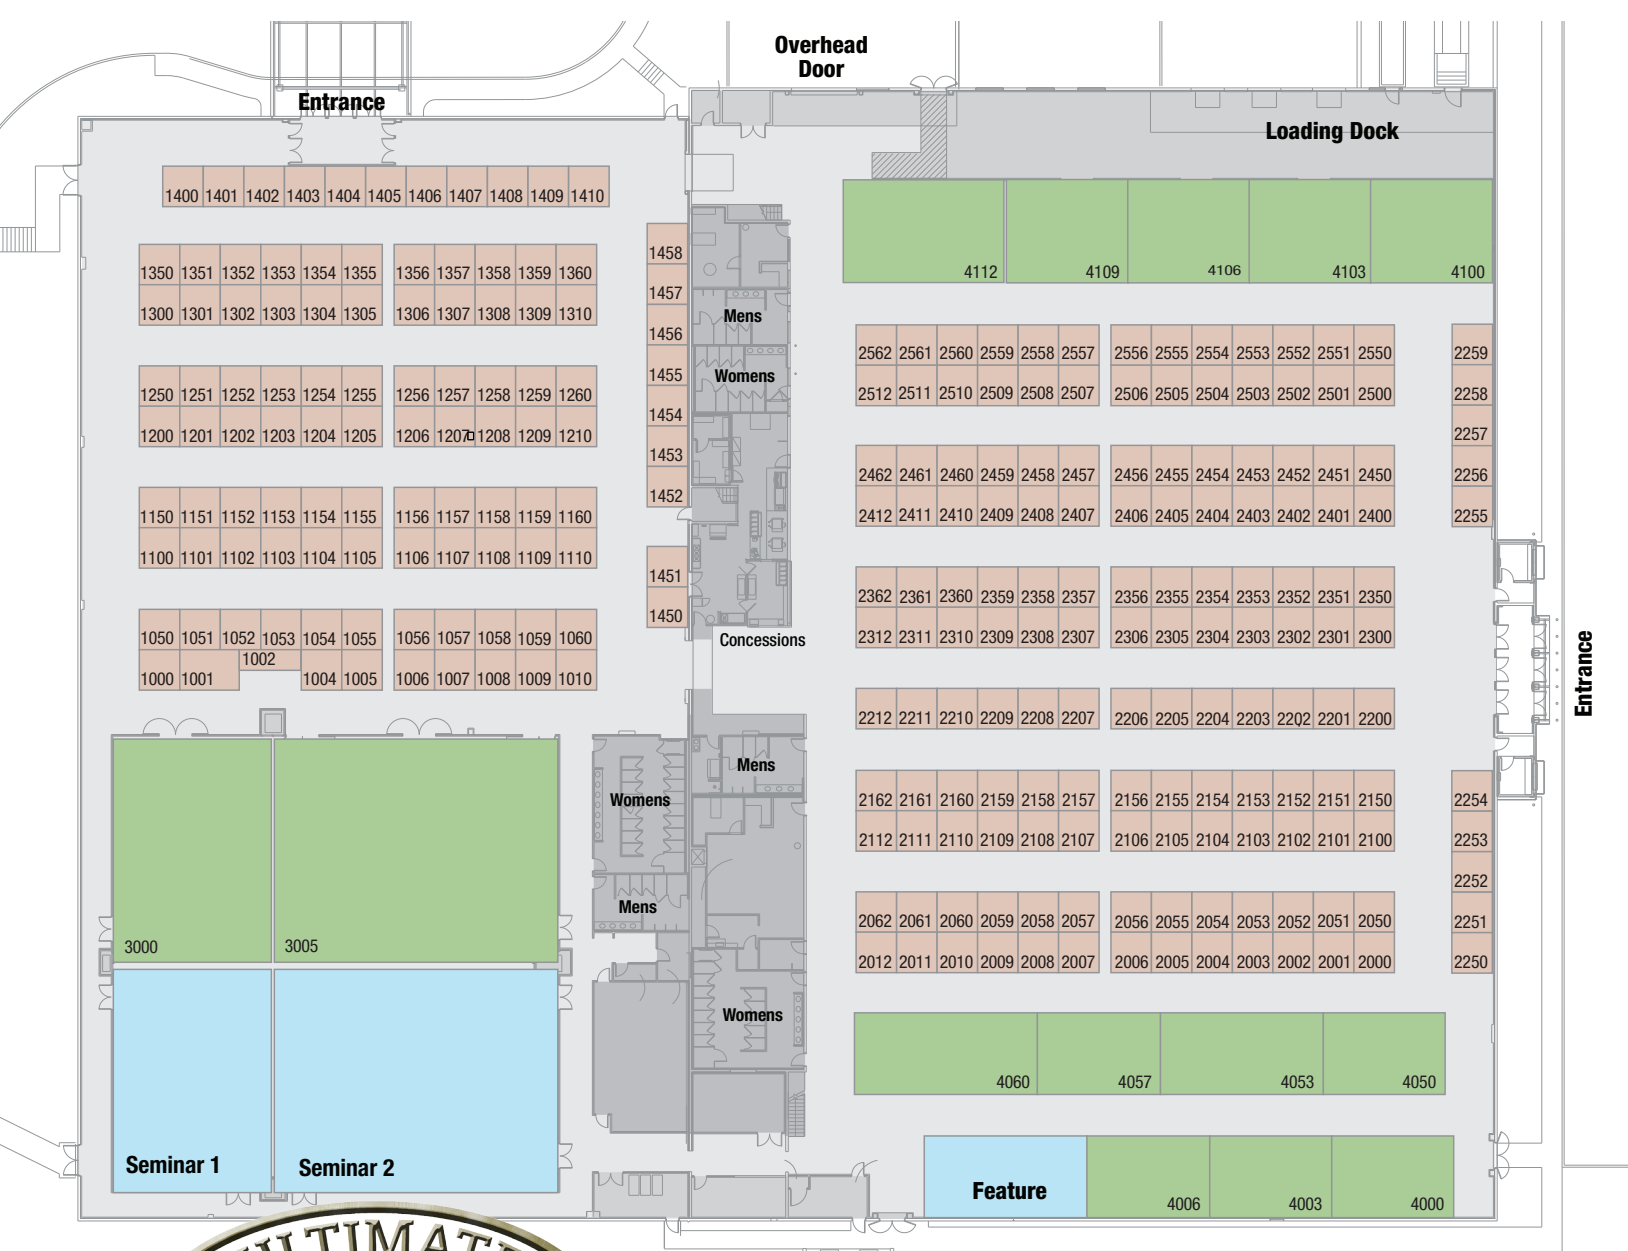 Overhead
Door
Entrance
Loading Dock
1400 1401 1402 1403 1404 1405 1406 1407 1408 1409 1410
1350 1351 1352 1353 1354 1355 1356 1357 1358 1359 1360
1300 1301 1302 1303 1304 1305 1306 1307 1308 1309 1310
1250 1251 1252 1253 1254 1255 1256 1257 1258 1259 1260
1200 1201 1202 1203 1204 1205 1206 1207 1208 1209 1210
1150 1151 1152 1153 1154 1155 1156 1157 1158 1159 1160
1100 1101 1102 1103 1104 1105 1106 1107 1108 1109 1110
1050 1051 1052 1053 1054 1055 1056 1057 1058 1059 1060
1002
1000 1001 1004 1005 1006 1007 1008 1009 1010
1458
1457
1456
1455
1454
1453
1452
1451
1450
Mens
Womens
Concessions
Mens
Womens
Mens
Womens
3000 3005
Seminar 1 Seminar 2
ULTIMATE
4112 4109 4106 4103 4100
2562 2561 2560 2559 2558 2557 2556 2555 2554 2553 2552 2551 2550
2512 2511 2510 2509 2508 2507 2506 2505 2504 2503 2502 2501 2500
2462 2461 2460 2459 2458 2457 2456 2455 2454 2453 2452 2451 2450
2412 2411 2410 2409 2408 2407 2406 2405 2404 2403 2402 2401 2400
2362 2361 2360 2359 2358 2357 2356 2355 2354 2353 2352 2351 2350
2312 2311 2310 2309 2308 2307 2306 2305 2304 2303 2302 2301 2300
2212 2211 2210 2209 2208 2207 2206 2205 2204 2203 2202 2201 2200
2162 2161 2160 2159 2158 2157 2156 2155 2154 2153 2152 2151 2150
2112 2111 2110 2109 2108 2107 2106 2105 2104 2103 2102 2101 2100
2062 2061 2060 2059 2058 2057 2056 2055 2054 2053 2052 2051 2050
2012 2011 2010 2009 2008 2007 2006 2005 2004 2003 2002 2001 2000
2259
2258
2257
2256
2255
Entrance
2254
2253
2252
2251
2250
4060 4057 4053 4050
Feature 4006 4003 4000